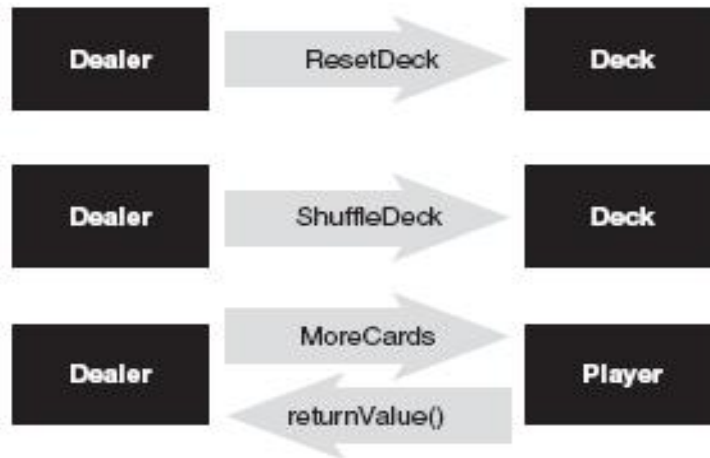 Dealer ResetDeck Deck
Dealer ShuffleDeck Deck
MoreCards
Dealer Player
returnValue()